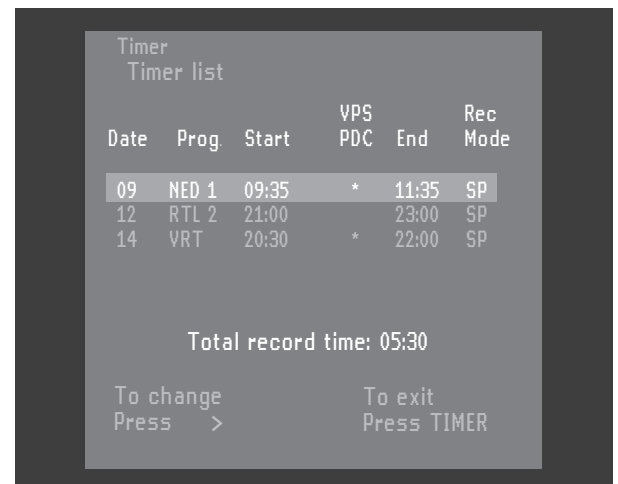 Timer
Timer list
VPS Rec
Date Prog. Start PDC End Mode
09 NED 1 09:35 * 11:35 SP
12 RTL 2 21:00 23:00 SP
14 VRT 20:30 * 22:00 SP
Total record time: 05:30
To change To exit
Press > Press TIMER